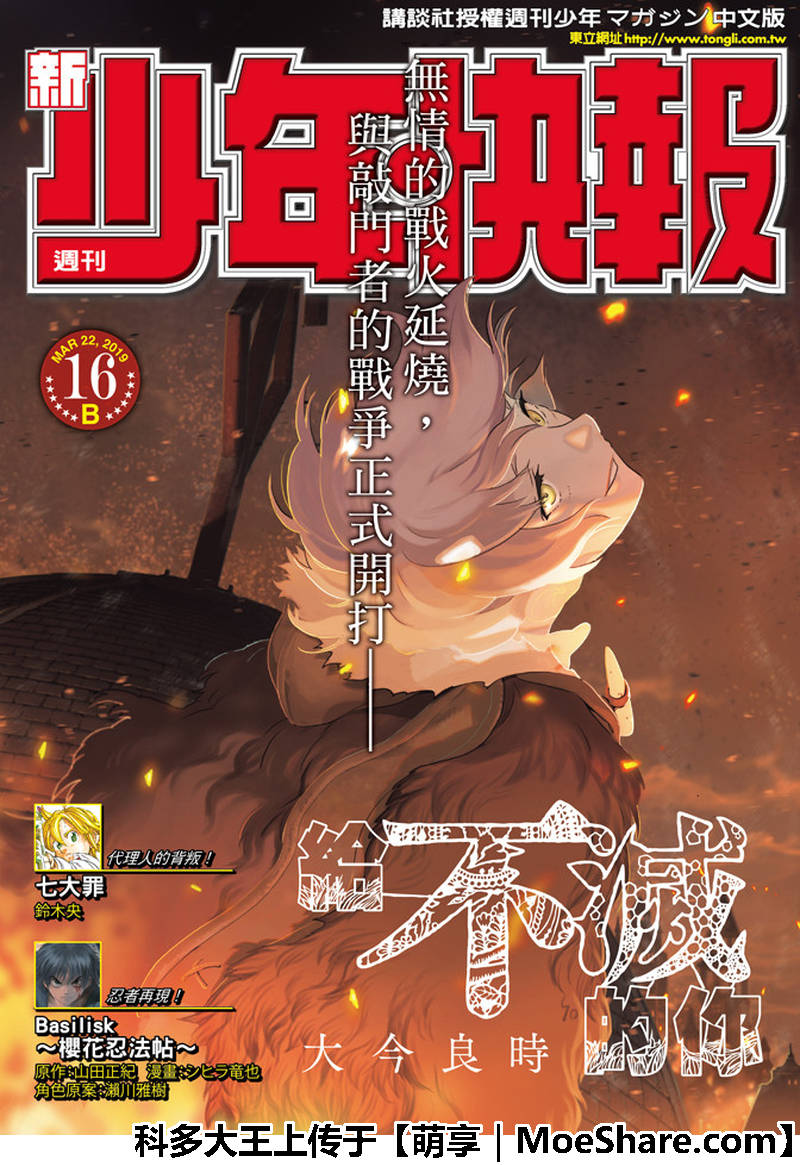 講談社授權週刊少年マガジン中文版
東立網址http://www.tongli.com.tw
新
少年快報
週刊
MAR 22, 2019
16
B
無情的戰火延燒，
與敲門者的戰爭正式開打——
代理人的背叛！
七大罪
鈴木央
忍者再現！
Basilisk
～櫻花忍法帖～
原作：山田正紀 漫畫：シヒラ竜也
角色原案：瀨川雅樹
給不滅的你
大今良時
科多大王上传于【萌享｜MoeShare.com】